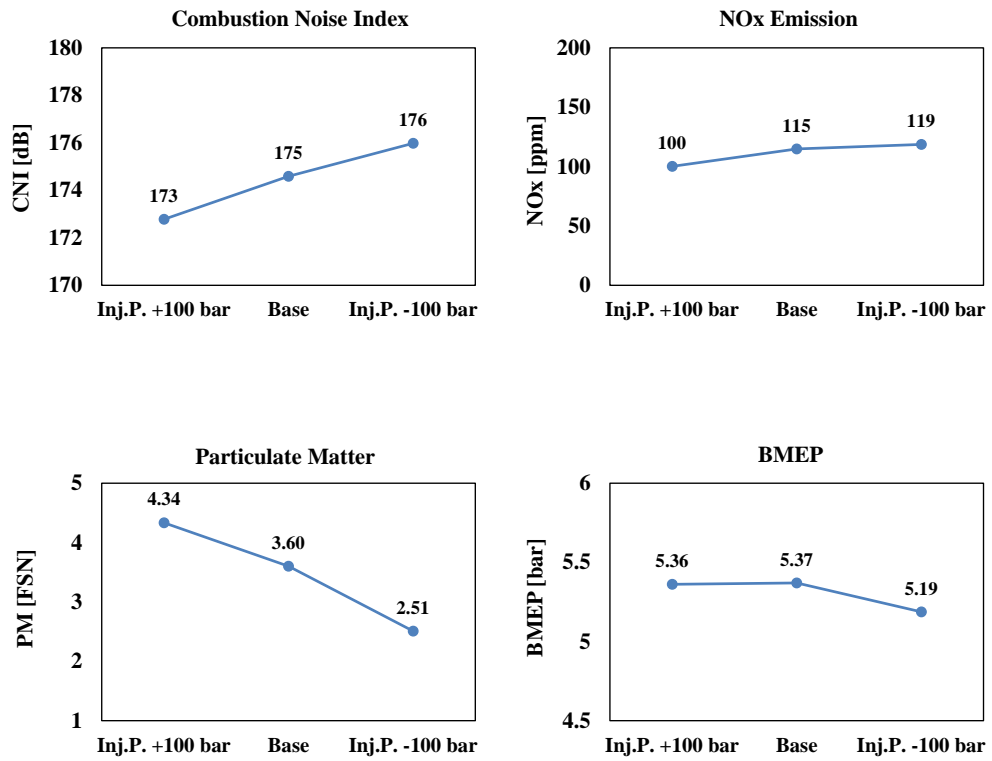 Combustion Noise Index
CNI [dB]
180
178
176
174
172
170
173
175
176
Inj.P. +100 bar Base Inj.P. -100 bar
NOx Emission
NOx [ppm]
200
150
100
50
0
100
115
119
Inj.P. +100 bar Base Inj.P. -100 bar
Particulate Matter
PM [FSN]
5
4
3
2
1
4.34
3.60
2.51
Inj.P. +100 bar Base Inj.P. -100 bar
BMEP
BMEP [bar]
6
5.5
5
4.5
5.36
5.37
5.19
Inj.P. +100 bar Base Inj.P. -100 bar